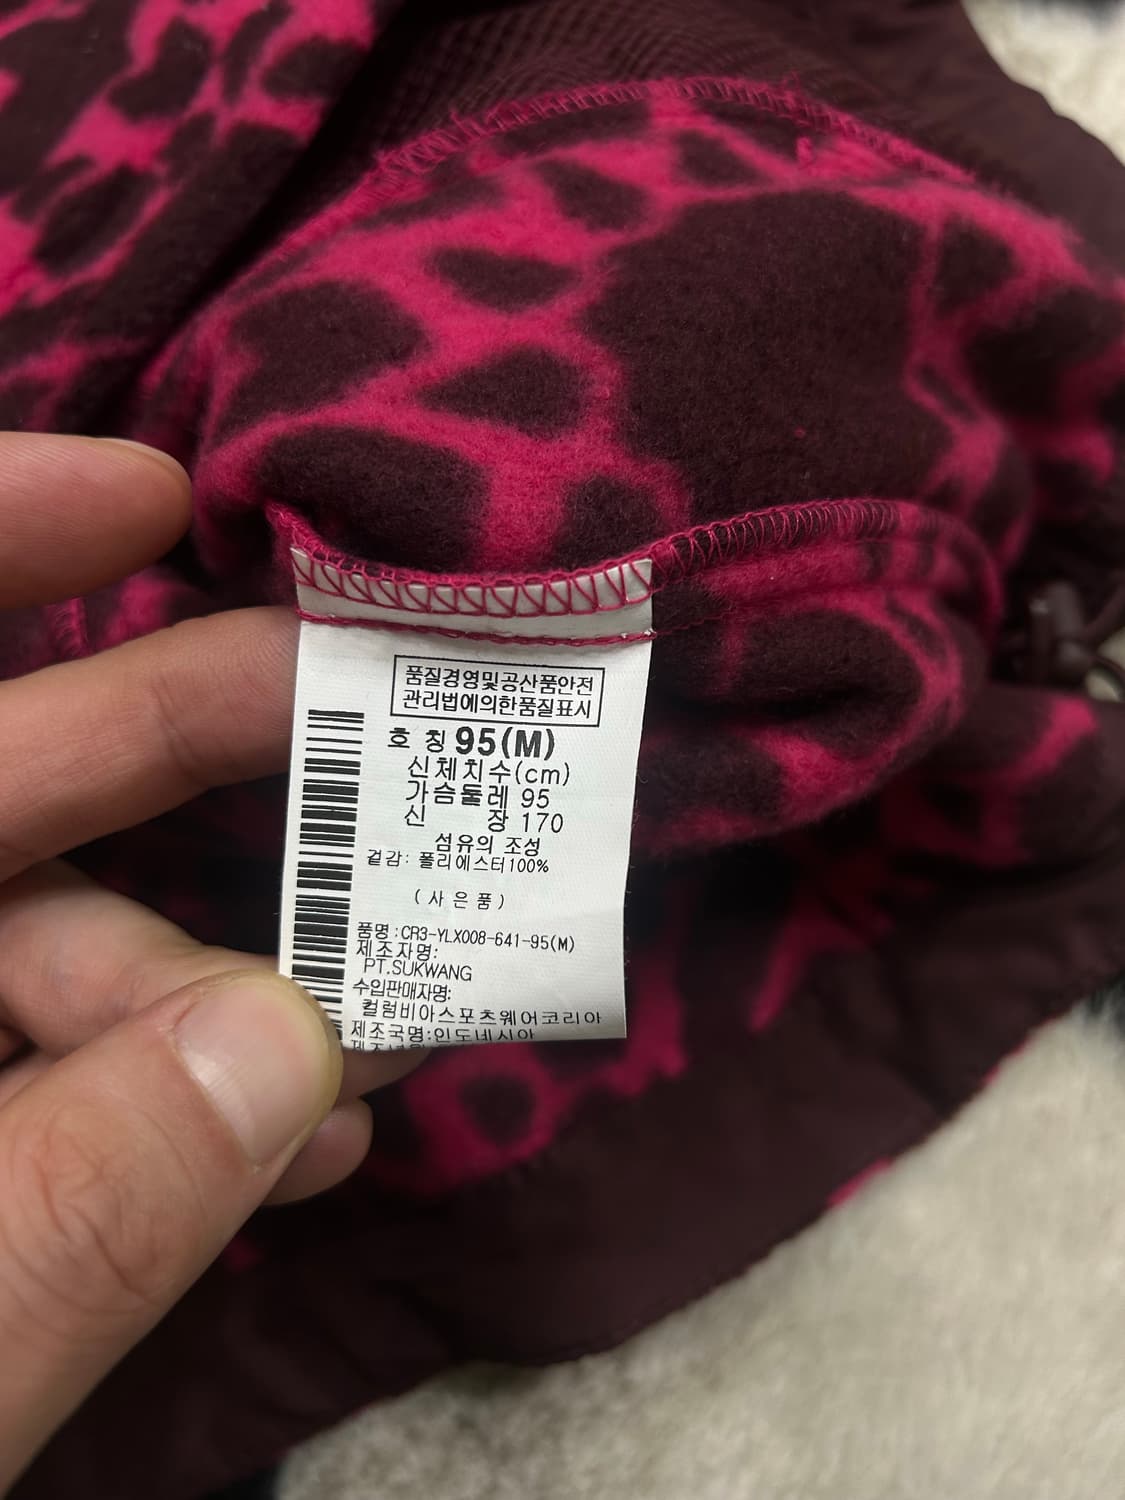 품질경영및공산품안전
관리법에의한품질표시
호 칭 95(M)
신체치수(cm)
가슴둘레 95
신 장 170
섬유의 조성
겉감: 폴리에스터100%
(사은품)
품명:CR3-YLX008-641-95(M)
제조자명:
PT.SUKWANG
수입판매자명:
컬럼비아스포츠웨어코리아
제조국명:인도네시아